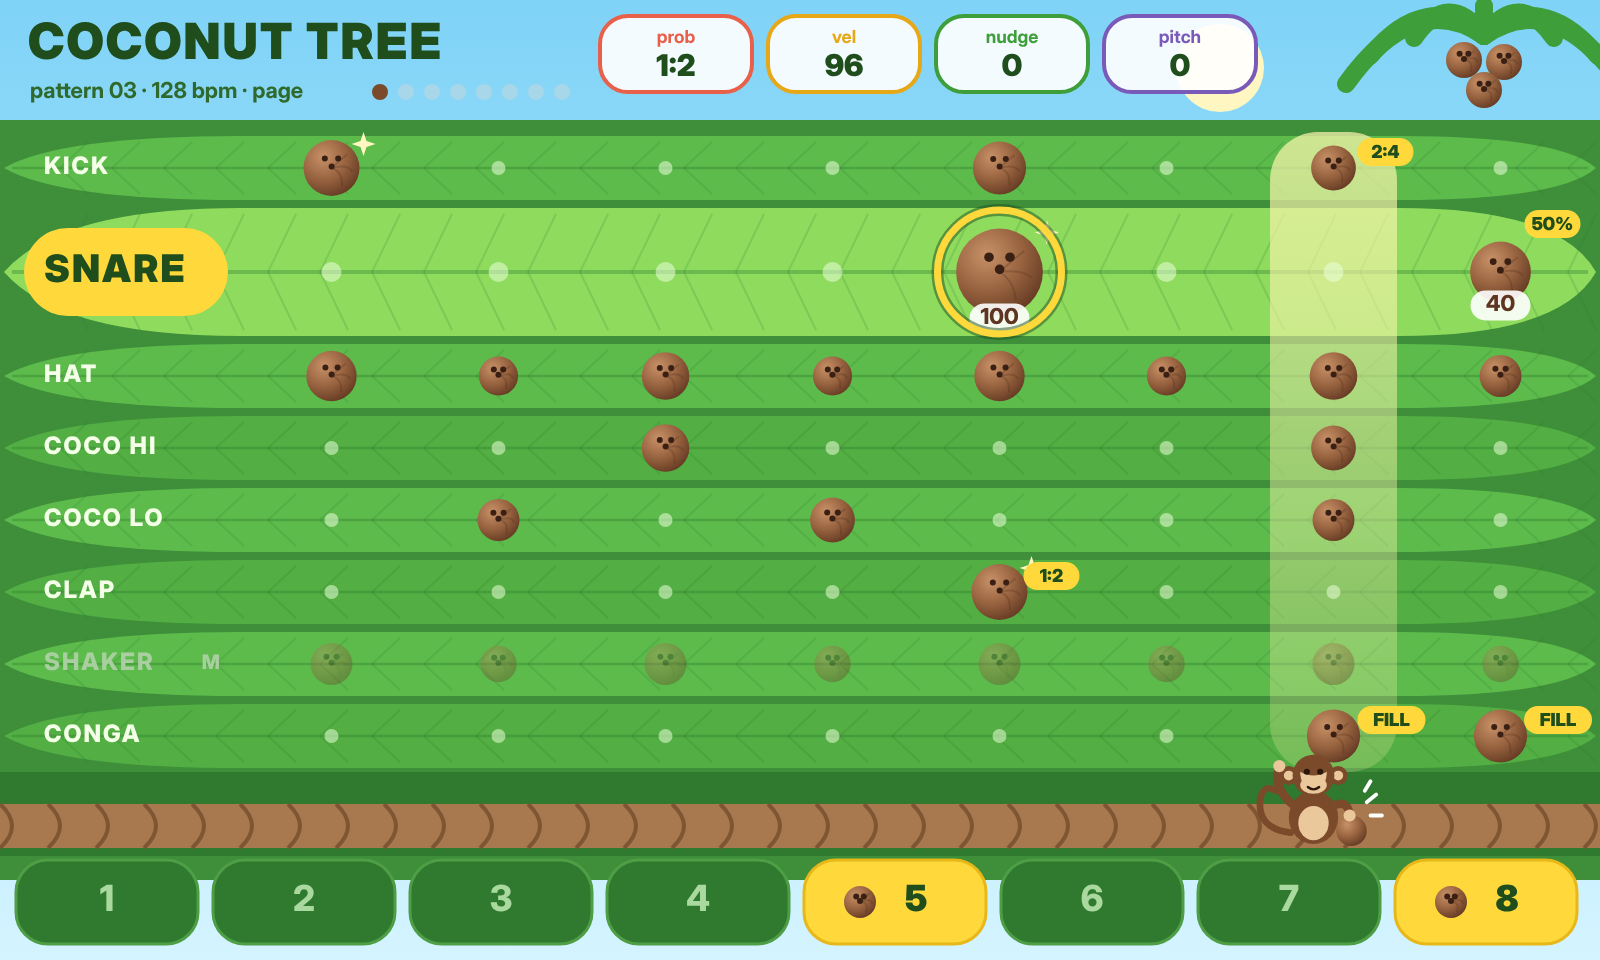 COCONUT TREE
pattern 03 · 128 bpm · page
prob
1:2
vel
96
nudge
0
pitch
0
KICK
2:4
SNARE
100
50%
40
HAT
COCO HI
COCO LO
CLAP
1:2
SHAKER M
CONGA
FILL
FILL
1
2
3
4
5
6
7
8